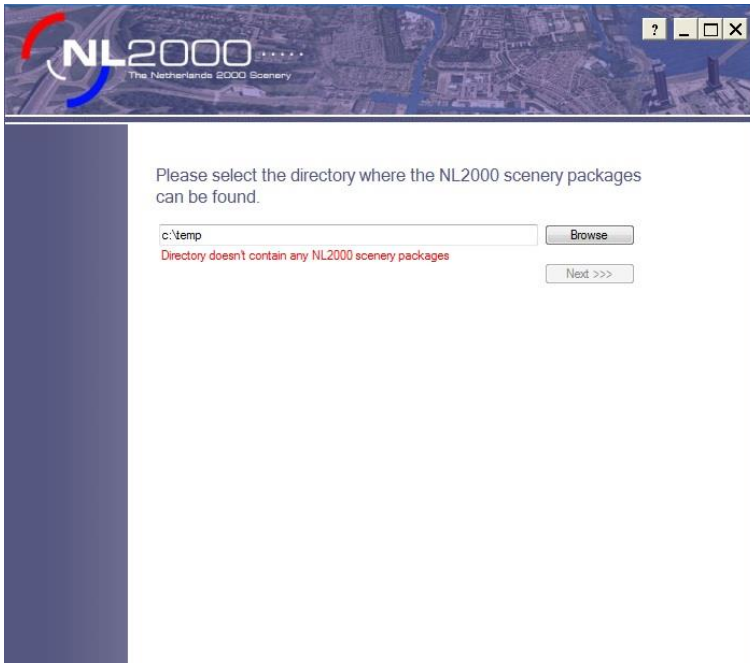 NL2000
The Netherlands 2000 Scenery
?
Please select the directory where the NL2000 scenery packages
can be found.
c:\temp
Browse
Directory doesn't contain any NL2000 scenery packages
Next >>>